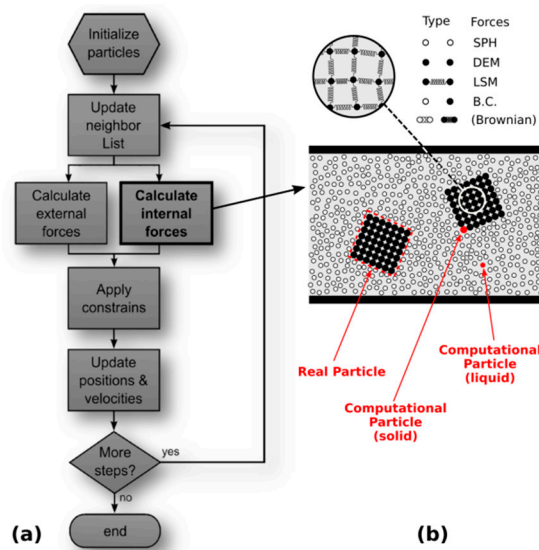 Initialize
particles
Update
neighbor
List
Calculate
external
forces
Calculate
internal
forces
Apply
constrains
Update
positions &
velocities
More
steps?
yes
no
end
(a)
Type Forces
SPH
DEM
LSM
B.C.
(Brownian)
Real Particle
Computational
Particle
(solid)
Computational
Particle
(liquid)
(b)